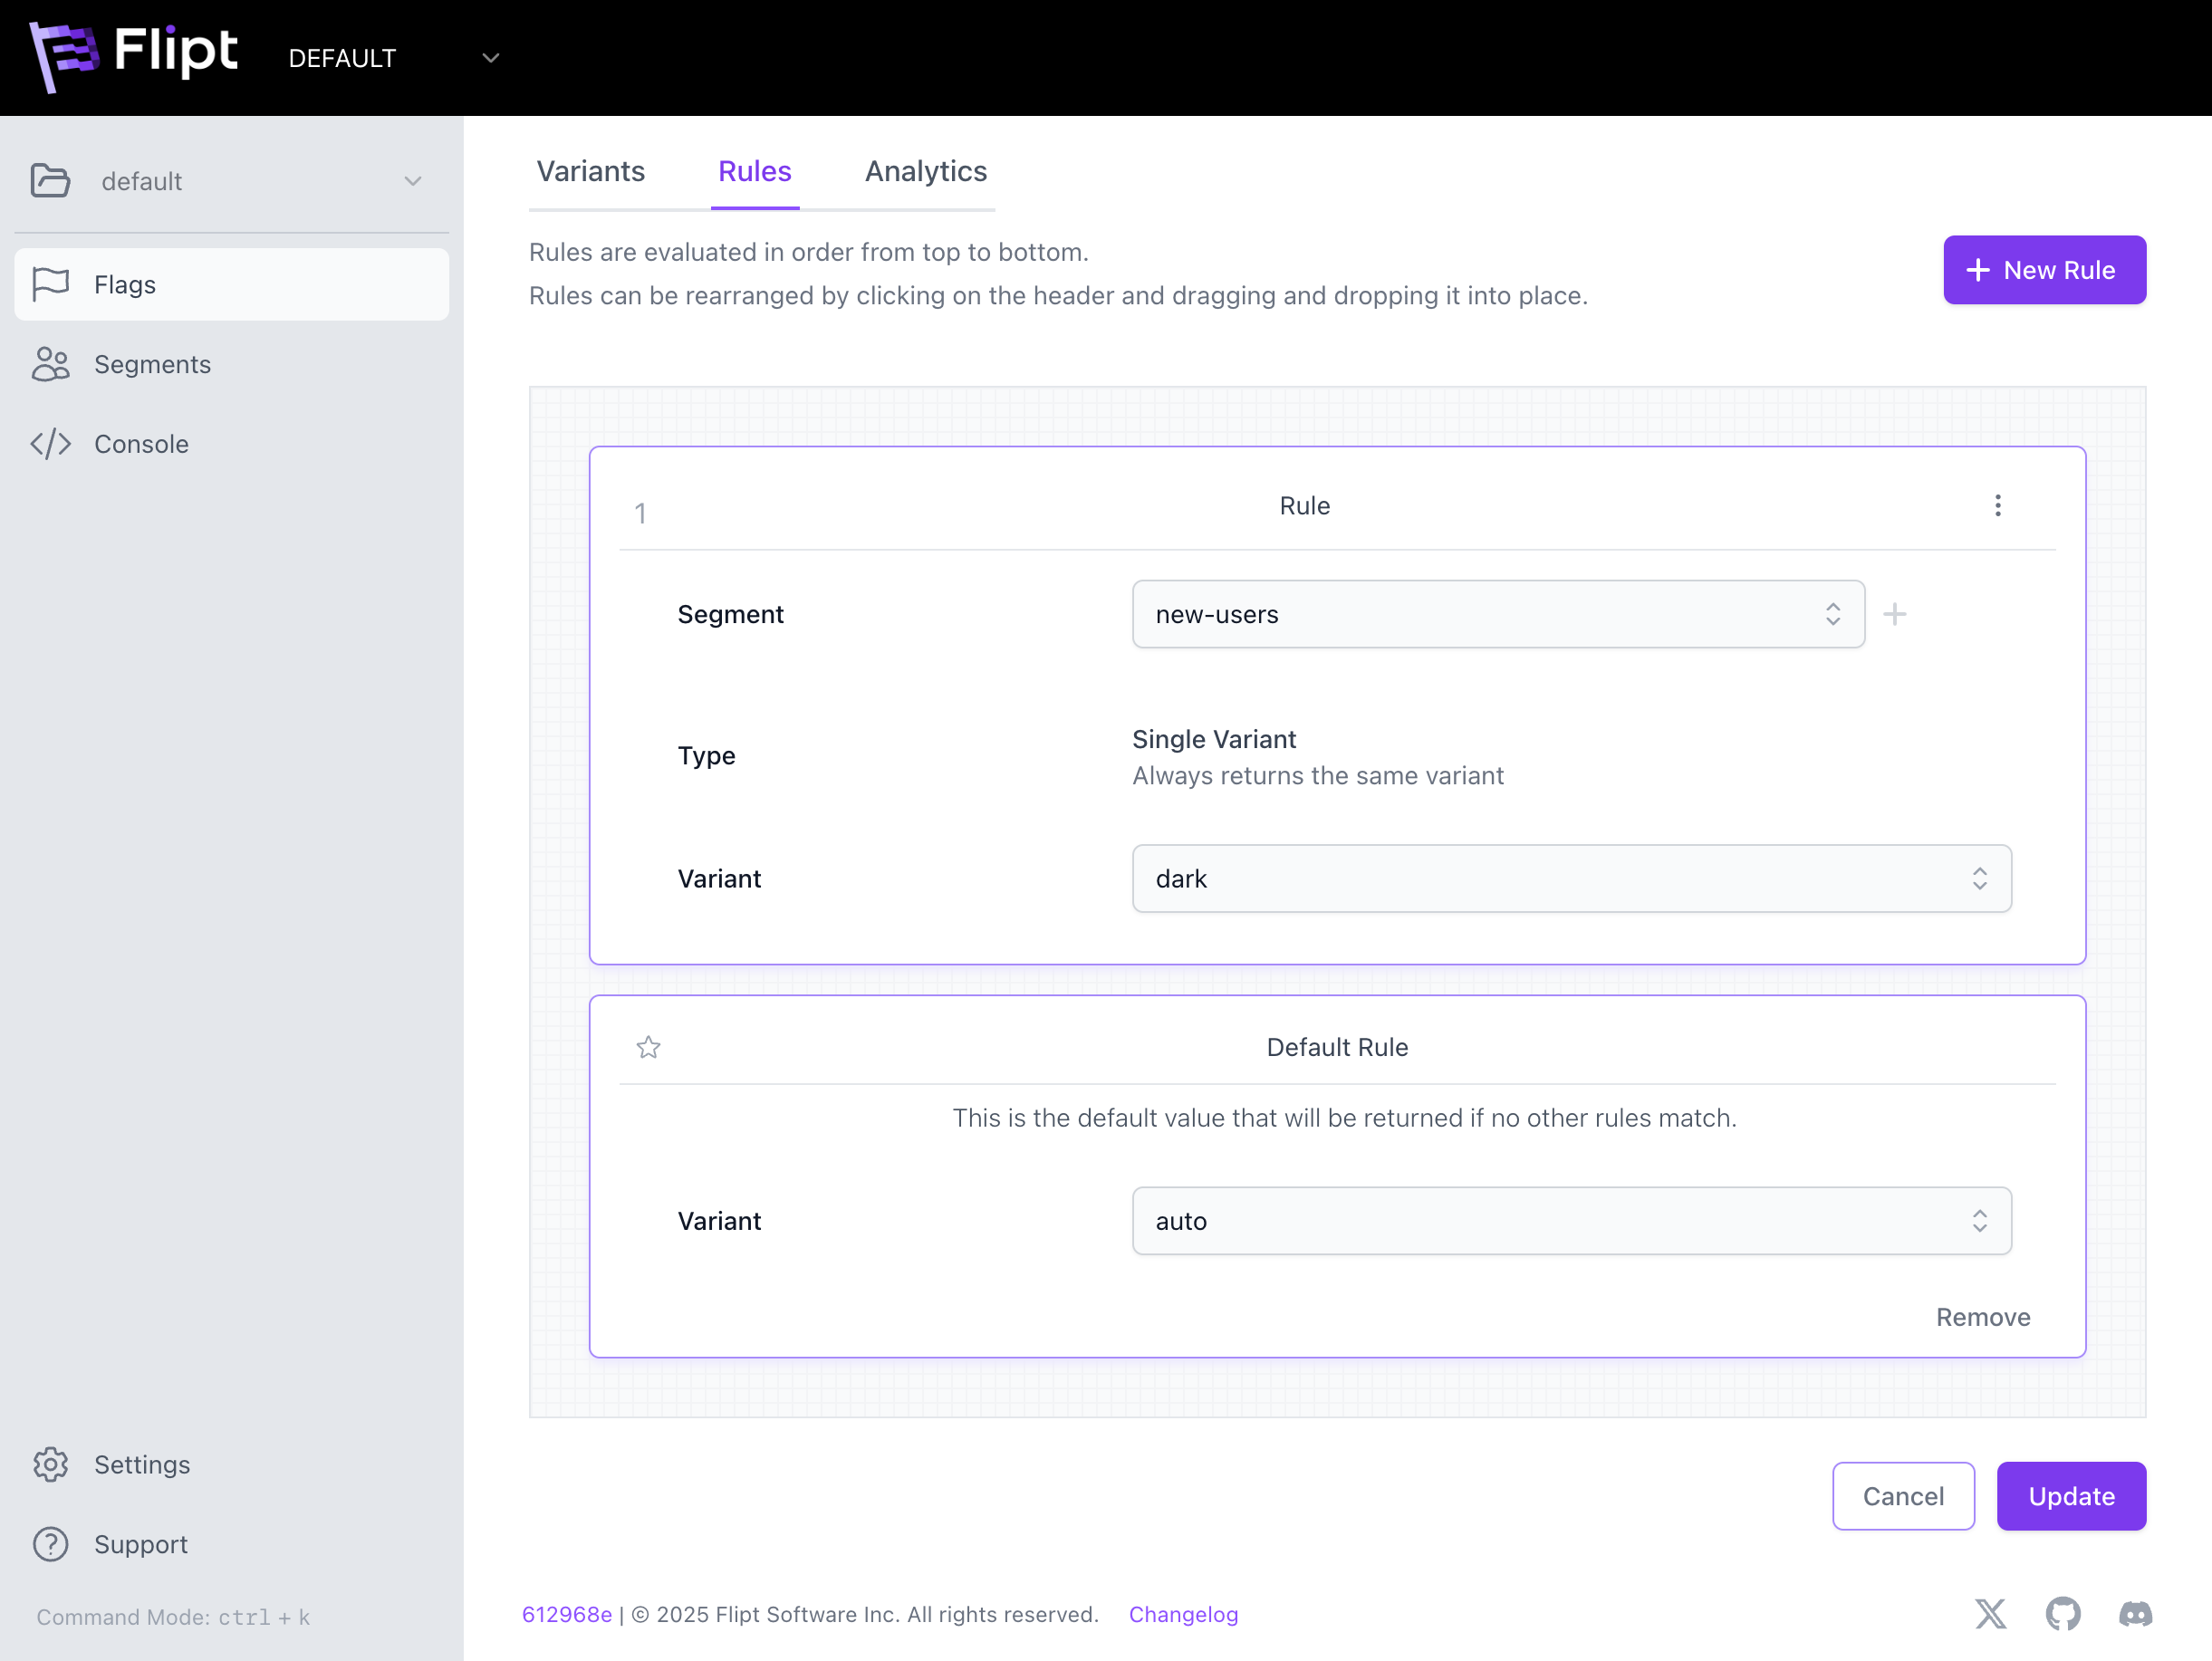 Flipt
DEFAULT
default
Flags
Segments
Console
Settings
Support
Command Mode: ctrl + k
Variants
Rules
Analytics
Rules are evaluated in order from top to bottom.
Rules can be rearranged by clicking on the header and dragging and dropping it into place.
New Rule
1
Rule
Segment
new-users
Type
Single Variant
Always returns the same variant
Variant
dark
Default Rule
This is the default value that will be returned if no other rules match.
Variant
auto
Remove
Cancel
Update
612968e | © 2025 Flipt Software Inc. All rights reserved. Changelog